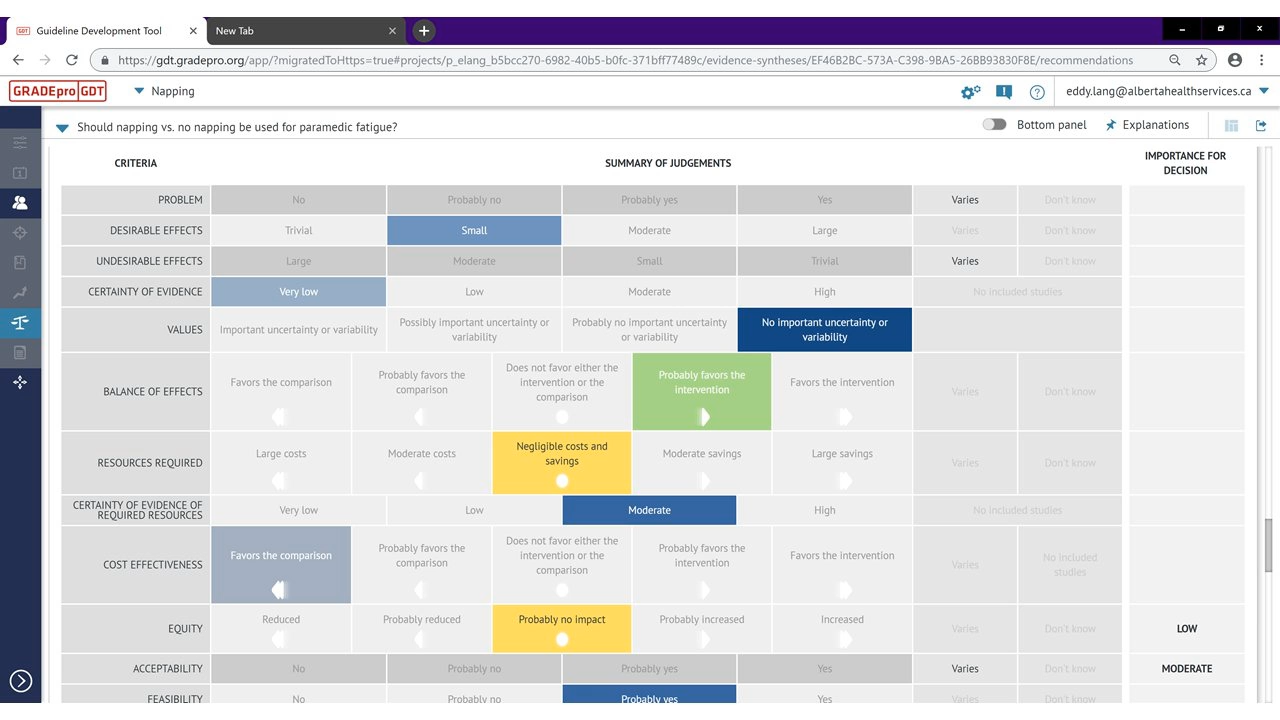 GDT Guideline Development Tool
New Tab
https://gdt.gradepro.org/app/?migratedToHttps=true#projects/p_elang_b5bcc270-6982-40b5-b0fc-371bff77489c/evidence-syntheses/EF46B2BC-573A-C398-9BA5-26BB93830F8E/recommendations
GRADEpro GDT
Napping
eddy.lang@albertahealthservices.ca
Should napping vs. no napping be used for paramedic fatigue?
Bottom panel
Explanations
CRITERIA
SUMMARY OF JUDGEMENTS
IMPORTANCE FOR
DECISION
PROBLEM
No
Probably no
Probably yes
Yes
Varies
Don't know
DESIRABLE EFFECTS
Trivial
Small
Moderate
Large
Varies
Don't know
UNDESIRABLE EFFECTS
Large
Moderate
Small
Trivial
Varies
Don't know
CERTAINTY OF EVIDENCE
Very low
Low
Moderate
High
No included studies
VALUES
Important uncertainty or variability
Possibly important uncertainty or
variability
Probably no important uncertainty
or variability
No important uncertainty or
variability
BALANCE OF EFFECTS
Favors the comparison
Probably favors the
comparison
Does not favor either the
intervention or the
comparison
Probably favors the
intervention
Favors the intervention
Varies
Don't know
RESOURCES REQUIRED
Large costs
Moderate costs
Negligible costs and
savings
Moderate savings
Large savings
Varies
Don't know
CERTAINTY OF EVIDENCE OF
REQUIRED RESOURCES
Very low
Low
Moderate
High
No included studies
COST EFFECTIVENESS
Favors the comparison
Probably favors the
comparison
Does not favor either the
intervention or the
comparison
Probably favors the
intervention
Favors the intervention
Varies
No included
studies
EQUITY
Reduced
Probably reduced
Probably no impact
Probably increased
Increased
Varies
Don't know
LOW
ACCEPTABILITY
No
Probably no
Probably yes
Yes
Varies
Don't know
MODERATE
FEASIBILITY
No
Probably no
Probably yes
Yes
Varies
Don't know